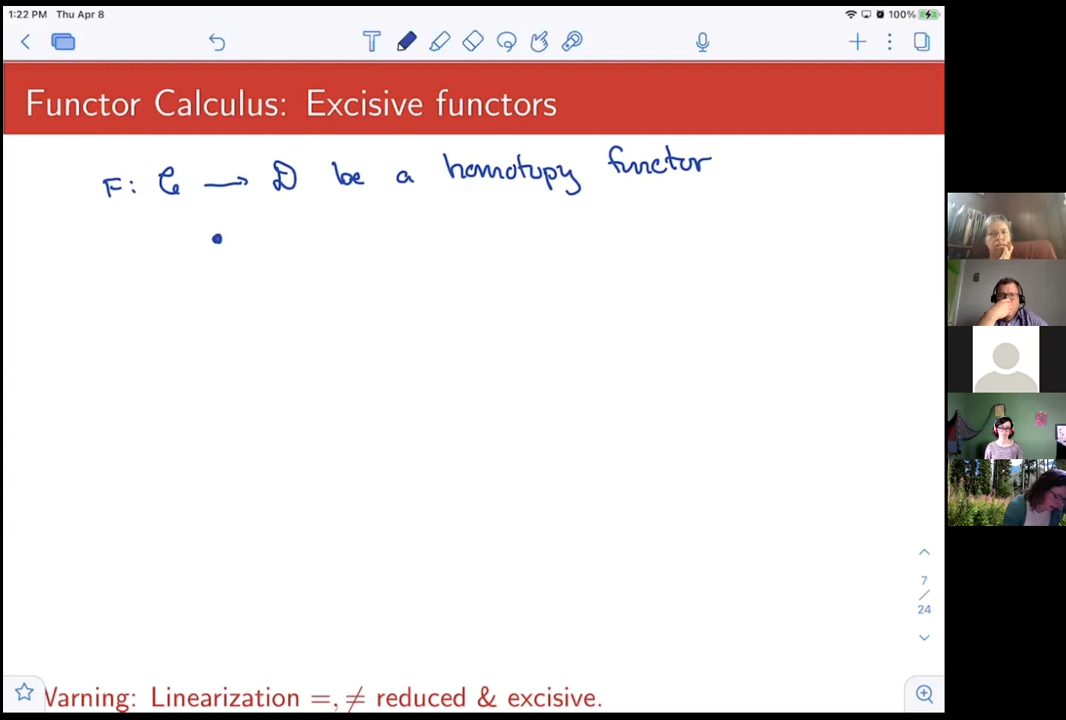 1:22 PM Thu Apr 8
100%
Functor Calculus: Excisive functors
F: C → D be a homotopy functor
•
7
/
24
Warning: Linearization =, ≠ reduced & excisive.